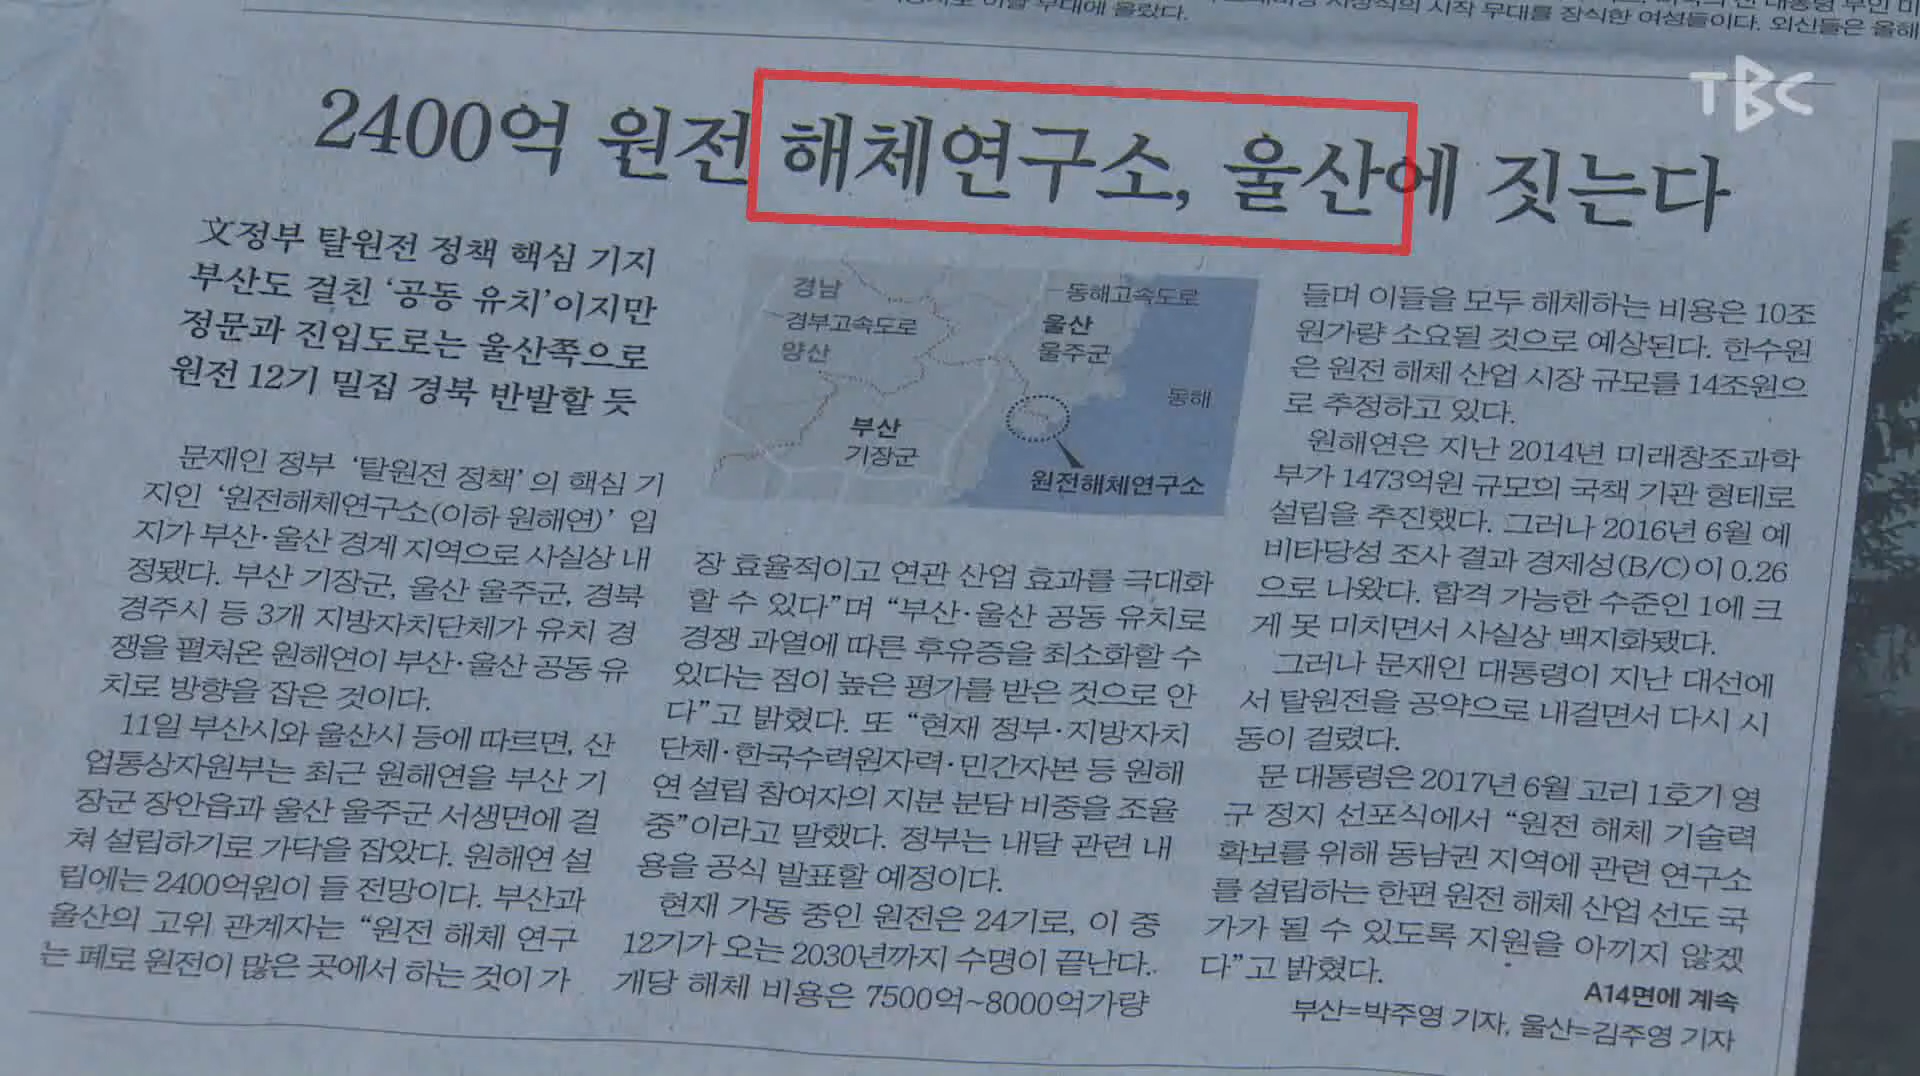 TBC
2400억 원전 해체연구소, 울산에 짓는다
文정부 탈원전 정책 핵심 기지
부산도 걸친 ‘공동 유치’이지만
정문과 진입도로는 울산쪽으로
원전 12기 밀집 경북 반발할 듯
문재인 정부 ‘탈원전 정책’의 핵심 기
지인 ‘원전해체연구소(이하 원해연)’ 입
지가 부산·울산 경계 지역으로 사실상 내
정됐다. 부산 기장군, 울산 울주군, 경북
경주시 등 3개 지방자치단체가 유치 경
쟁을 펼쳐온 원해연이 부산·울산 공동 유
치로 방향을 잡은 것이다.
11일 부산시와 울산시 등에 따르면, 산
업통상자원부는 최근 원해연을 부산 기
장군 장안읍과 울산 울주군 서생면에 걸
쳐 설립하기로 가닥을 잡았다. 원해연 설
립에는 2400억원이 들 전망이다. 부산과
울산의 고위 관계자는 “원전 해체 연구
는 폐로 원전이 많은 곳에서 하는 것이 가
경남
경부고속도로
양산
동해고속도로
울산
울주군
동해
부산
기장군
원전해체연구소
장 효율적이고 연관 산업 효과를 극대화
할 수 있다”며 “부산·울산 공동 유치로
경쟁 과열에 따른 후유증을 최소화할 수
있다는 점이 높은 평가를 받은 것으로 안
다”고 밝혔다. 또 “현재 정부·지방자치
단체·한국수력원자력·민간자본 등 원해
연 설립 참여자의 지분 분담 비중을 조율
중”이라고 말했다. 정부는 내달 관련 내
용을 공식 발표할 예정이다.
현재 가동 중인 원전은 24기로, 이 중
12기가 오는 2030년까지 수명이 끝난다.
개당 해체 비용은 7500억~8000억가량
들며 이들을 모두 해체하는 비용은 10조
원가량 소요될 것으로 예상된다. 한수원
은 원전 해체 산업 시장 규모를 14조원으
로 추정하고 있다.
원해연은 지난 2014년 미래창조과학
부가 1473억원 규모의 국책 기관 형태로
설립을 추진했다. 그러나 2016년 6월 예
비타당성 조사 결과 경제성(B/C)이 0.26
으로 나왔다. 합격 가능한 수준인 1에 크
게 못 미치면서 사실상 백지화됐다.
그러나 문재인 대통령이 지난 대선에
서 탈원전을 공약으로 내걸면서 다시 시
동이 걸렸다.
문 대통령은 2017년 6월 고리 1호기 영
구 정지 선포식에서 “원전 해체 기술력
확보를 위해 동남권 지역에 관련 연구소
를 설립하는 한편 원전 해체 산업 선도 국
가가 될 수 있도록 지원을 아끼지 않겠
다”고 밝혔다.
A14면에 계속
부산=박주영 기자, 울산=김주영 기자